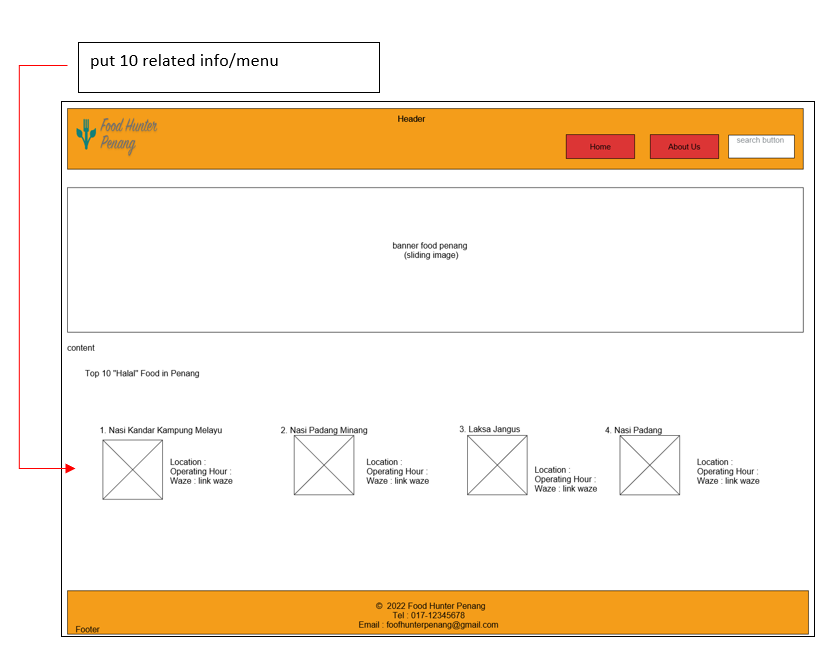 put 10 related info/menu
Food Hunter
Penang
Header
Home
About Us
search button
banner food penang
(sliding image)
content
Top 10 "Halal" Food in Penang
1. Nasi Kandar Kampung Melayu
Location :
Operating Hour :
Waze : link waze
2. Nasi Padang Minang
Location :
Operating Hour :
Waze : link waze
3. Laksa Jangus
Location :
Operating Hour :
Waze : link waze
4. Nasi Padang
Location :
Operating Hour :
Waze : link waze
© 2022 Food Hunter Penang
Tel : 017-12345678
Email : foofhunterpenang@gmail.com
Footer